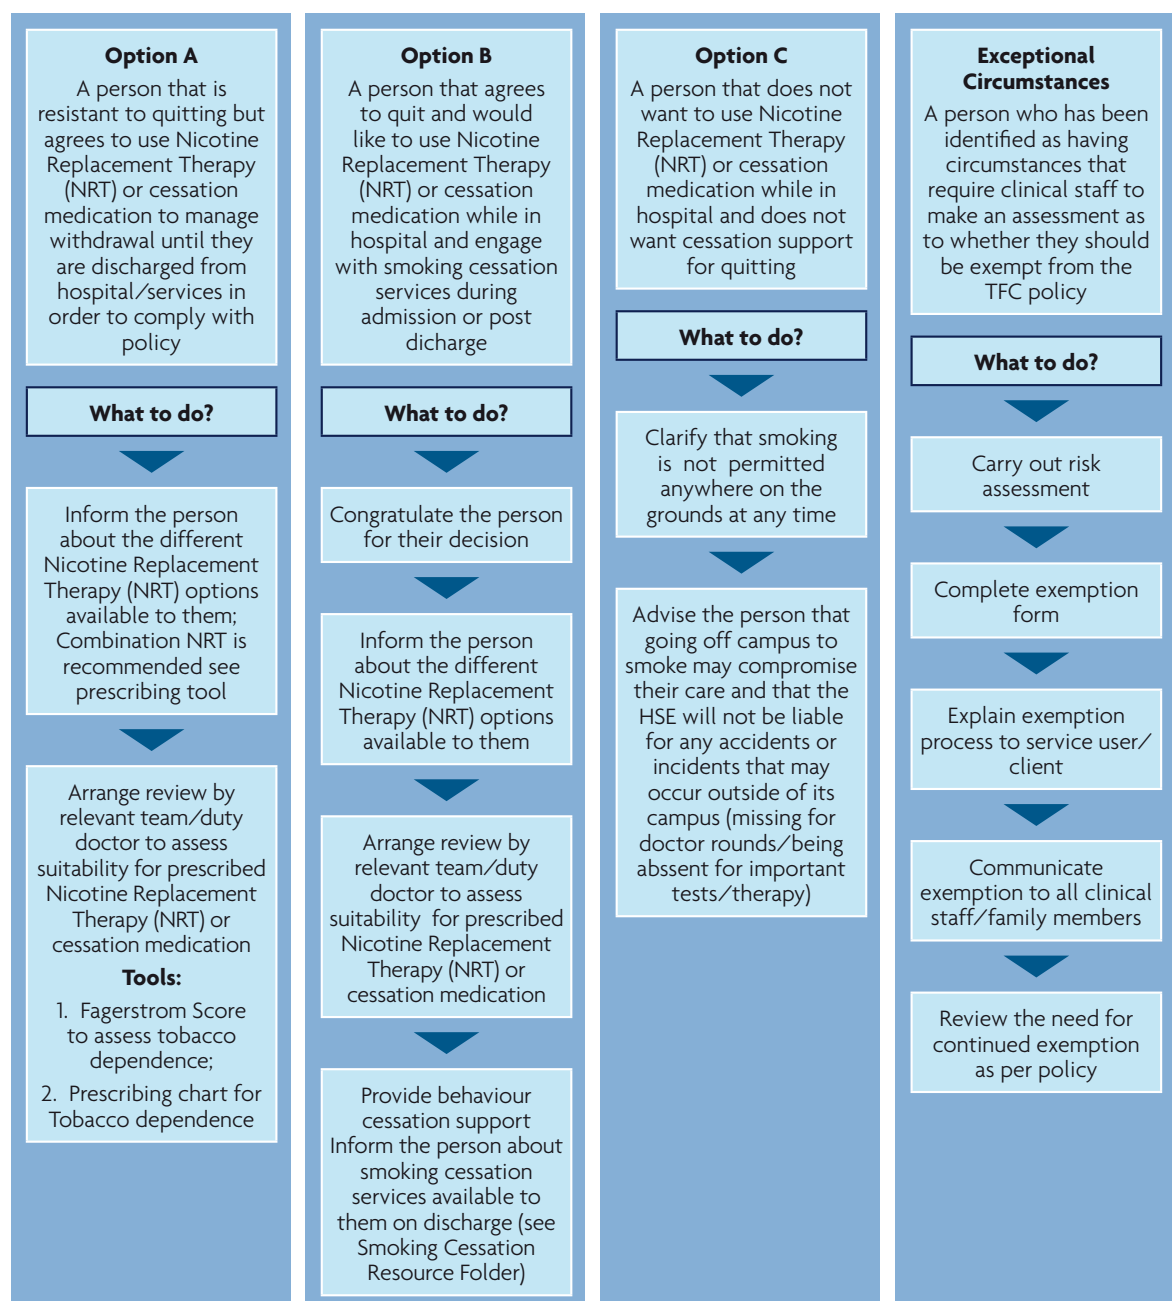 Option A
A person that is
resistant to quitting but
agrees to use Nicotine
Replacement Therapy
(NRT) or cessation
medication to manage
withdrawal until they
are discharged from
hospital/services in
order to comply with
policy
What to do?
Inform the person
about the different
Nicotine Replacement
Therapy (NRT) options
available to them;
Combination NRT is
recommended see
prescribing tool
Arrange review by
relevant team/duty
doctor to assess
suitability for prescribed
Nicotine Replacement
Therapy (NRT) or
cessation medication
Tools:
1. Fagerstrom Score
to assess tobacco
dependence;
2. Prescribing chart for
Tobacco dependence
Option B
A person that agrees
to quit and would
like to use Nicotine
Replacement Therapy
(NRT) or cessation
medication while in
hospital and engage
with smoking cessation
services during
admission or post
dicharge
What to do?
Congratulate the person
for their decision
Inform the person
about the different
Nicotine Replacement
Therapy (NRT) options
available to them
Arrange review by
relevant team/duty
doctor to assess
suitability for prescribed
Nicotine Replacement
Therapy (NRT) or
cessation medication
Provide behaviour
cessation support
Inform the person about
smoking cessation
services available to
them on discharge (see
Smoking Cessation
Resource Folder)
Option C
A person that does not
want to use Nicotine
Replacement Therapy
(NRT) or cessation
medication while in
hospital and does not
want cessation support
for quitting
What to do?
Clarify that smoking
is not permitted
anywhere on the
grounds at any time
Advise the person that
going off campus to
smoke may compromise
their care and that the
HSE will not be liable
for any accidents or
incidents that may
occur outside of its
campus (missing for
doctor rounds/being
absent for important
tests/therapy)
Exceptional
Circumstances
A person who has been
identified as having
circumstances that
require clinical staff to
make an assessment as
to whether they should
be exempt from the
TFC policy
What to do?
Carry out risk
assessment
Complete exemption
form
Explain exemption
process to service user/
client
Communicate
exemption to all clinical
staff/family members
Review the need for
continued exemption
as per policy